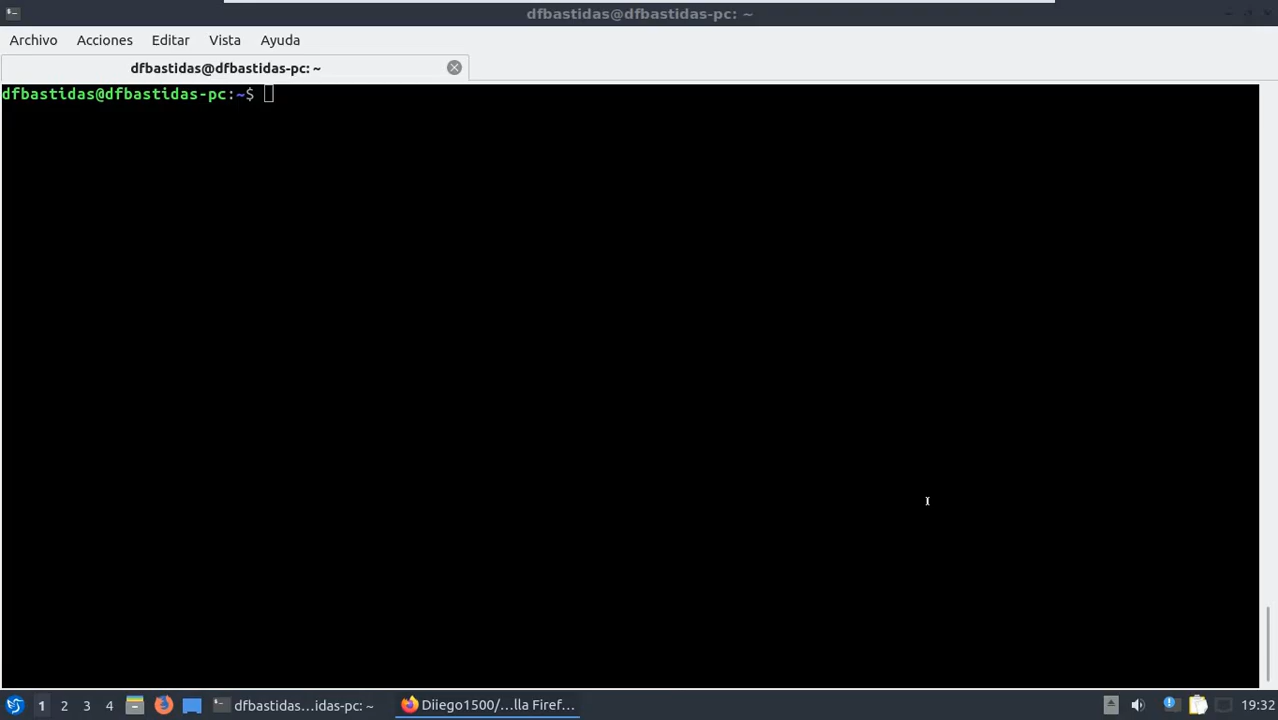 dfbastidas@dfbastidas-pc: ~
Archivo Acciones Editar Vista Ayuda
dfbastidas@dfbastidas-pc: ~
dfbastidas@dfbastidas-pc:~$
1 2 3 4 dfbastidas...idas-pc: ~ Diiego1500/...lla Firef... 19:32